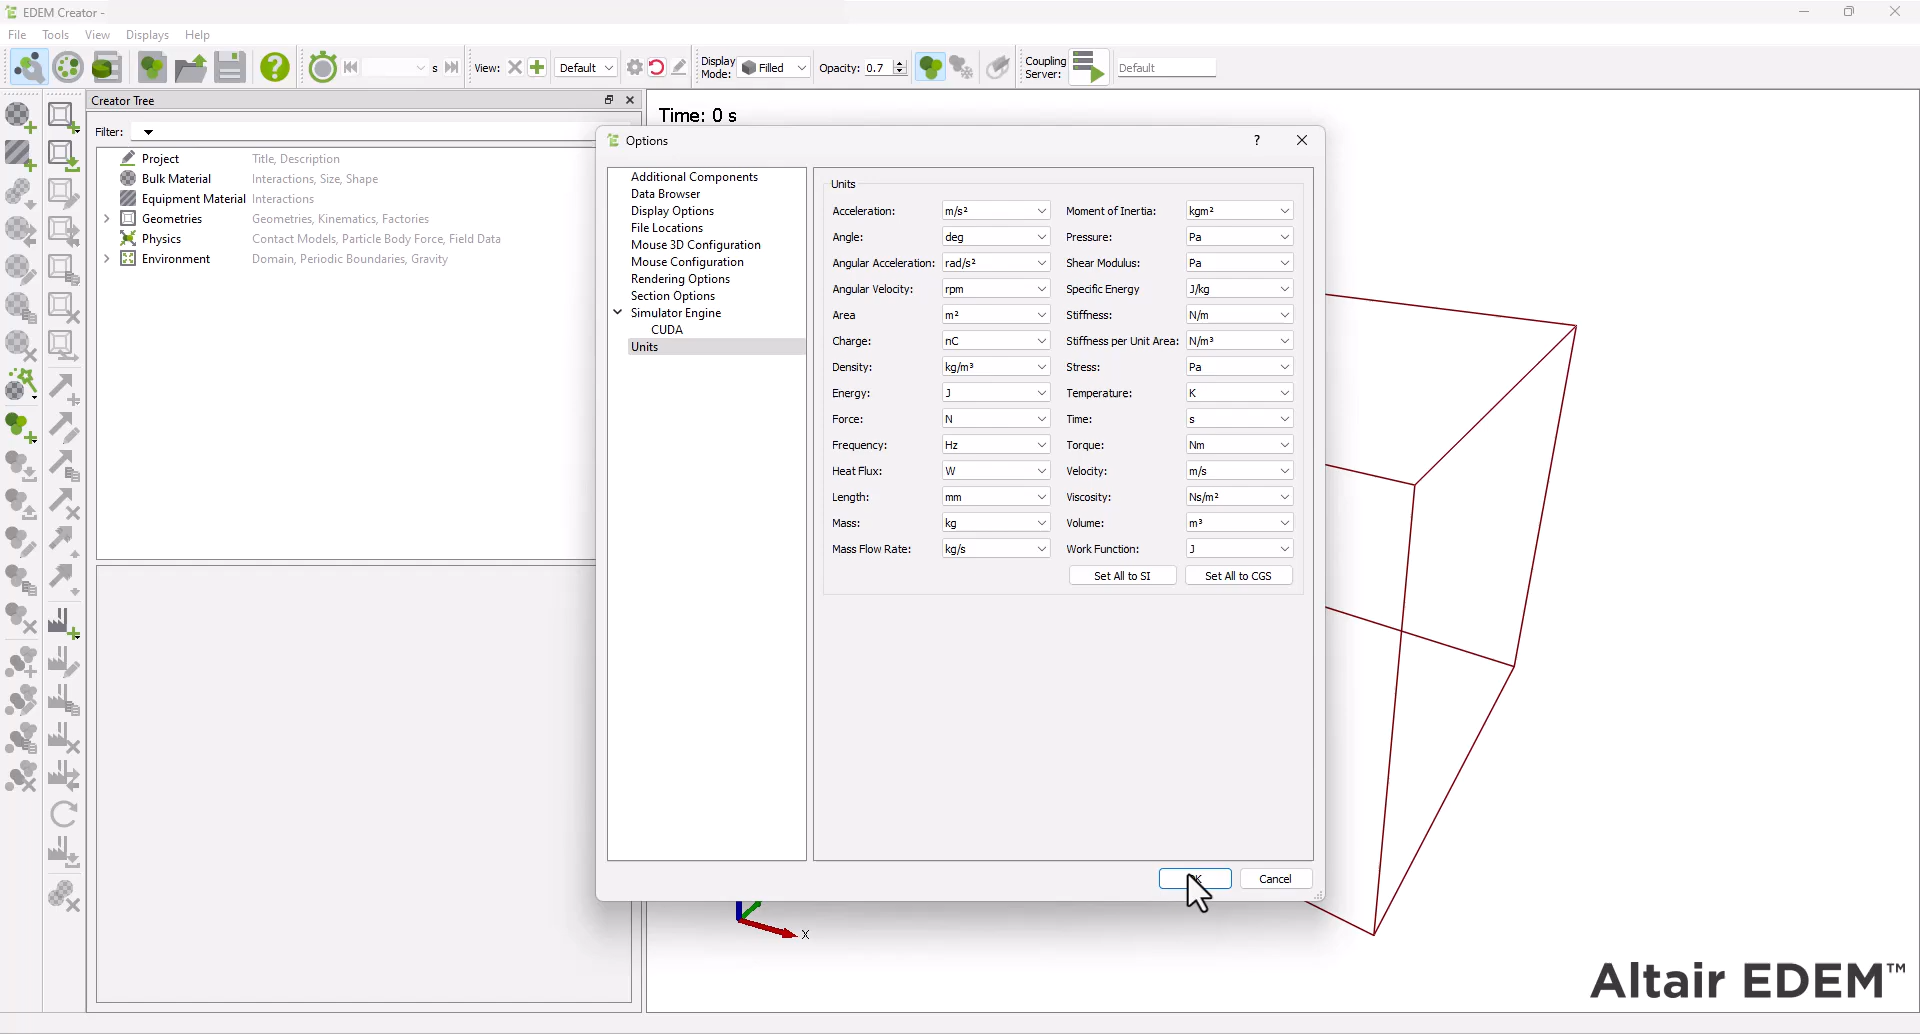 EDEM Creator -
File Tools View Displays Help
s View: Default Display Mode: Filled Opacity: 0.7 Coupling Server: Default
Creator Tree
Filter:
Project Title, Description
Bulk Material Interactions, Size, Shape
Equipment Material Interactions
Geometries Geometries, Kinematics, Factories
Physics Contact Models, Particle Body Force, Field Data
Environment Domain, Periodic Boundaries, Gravity
Time: 0 s
Options
?
Additional Components
Data Browser
Display Options
File Locations
Mouse 3D Configuration
Mouse Configuration
Rendering Options
Section Options
Simulator Engine
CUDA
Units
Units
Acceleration: m/s² Moment of Inertia: kgm²
Angle: deg Pressure: Pa
Angular Acceleration: rad/s² Shear Modulus: Pa
Angular Velocity: rpm Specific Energy J/kg
Area m² Stiffness: N/m
Charge: nC Stiffness per Unit Area: N/m³
Density: kg/m³ Stress: Pa
Energy: J Temperature: K
Force: N Time: s
Frequency: Hz Torque: Nm
Heat Flux: W Velocity: m/s
Length: mm Viscosity: Ns/m²
Mass: kg Volume: m³
Mass Flow Rate: kg/s Work Function: J
Set All to SI Set All to CGS
Cancel
X
Altair EDEM™